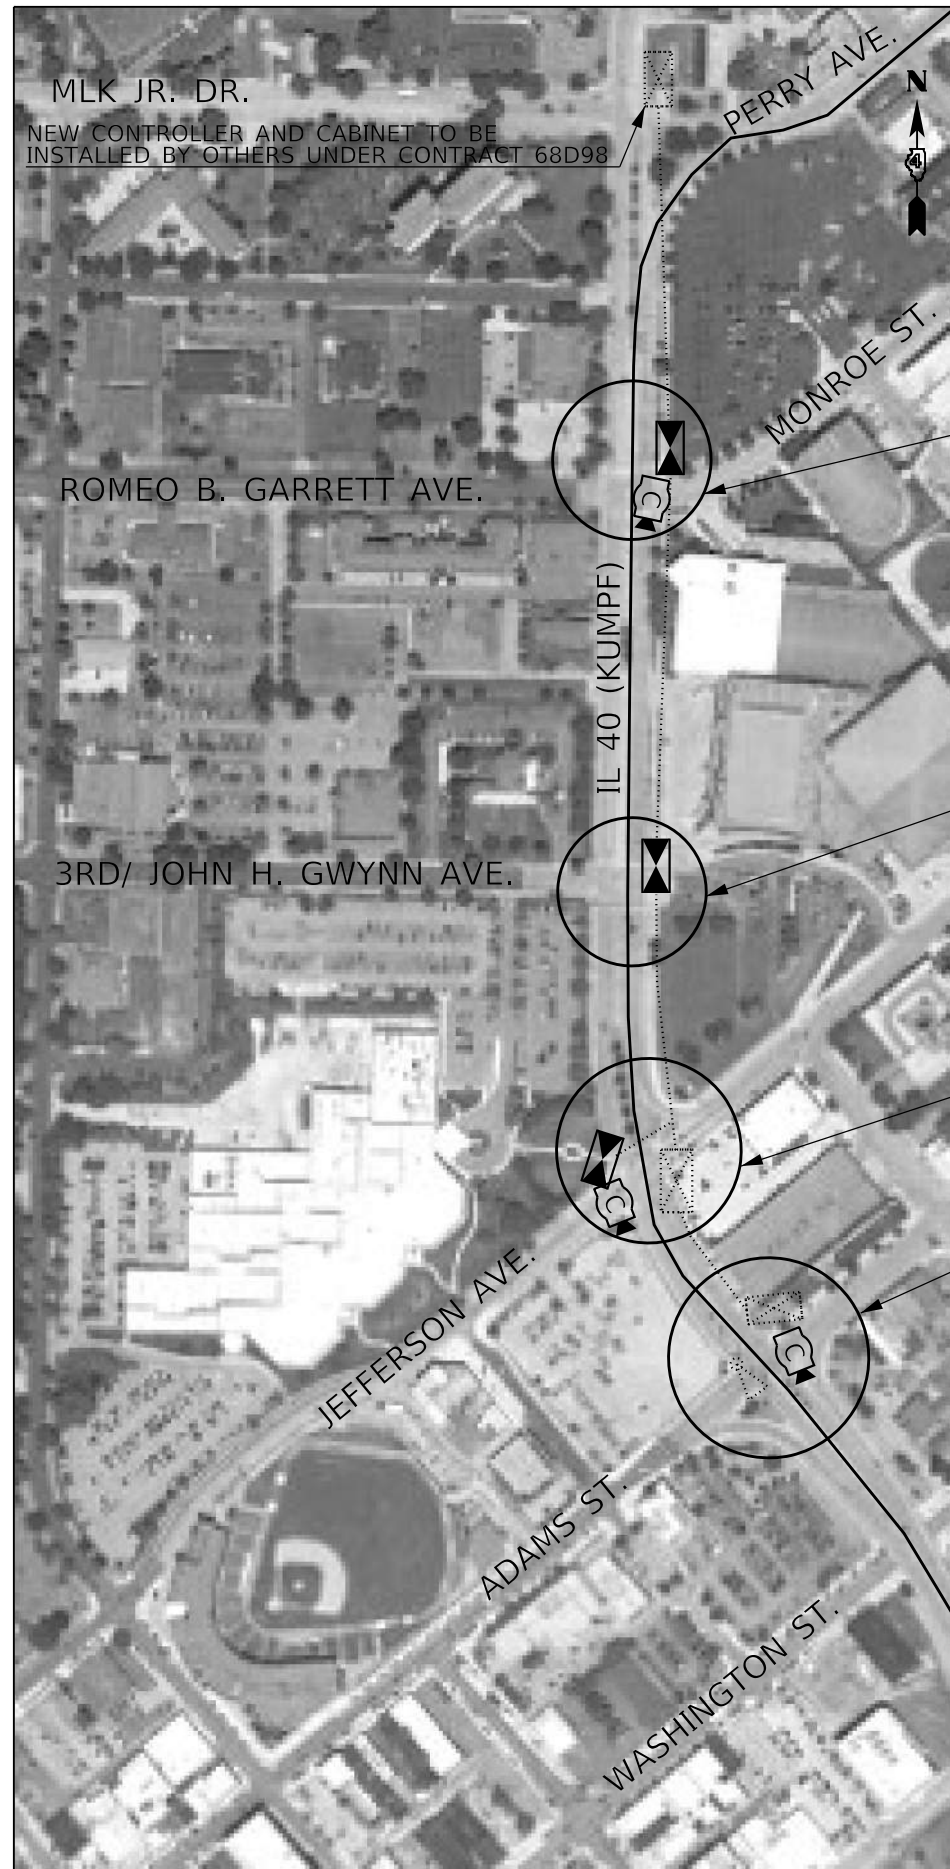 MLK JR. DR.
NEW CONTROLLER AND CABINET TO BE
INSTALLED BY OTHERS UNDER CONTRACT 68D98
PERRY AVE.
N
4
MONROE ST.
ROMEO B. GARRETT AVE.
C
IL 40 (KUMPF)
3RD/ JOHN H. GWYNN AVE.
C
JEFFERSON AVE.
C
ADAMS ST.
WASHINGTON ST.